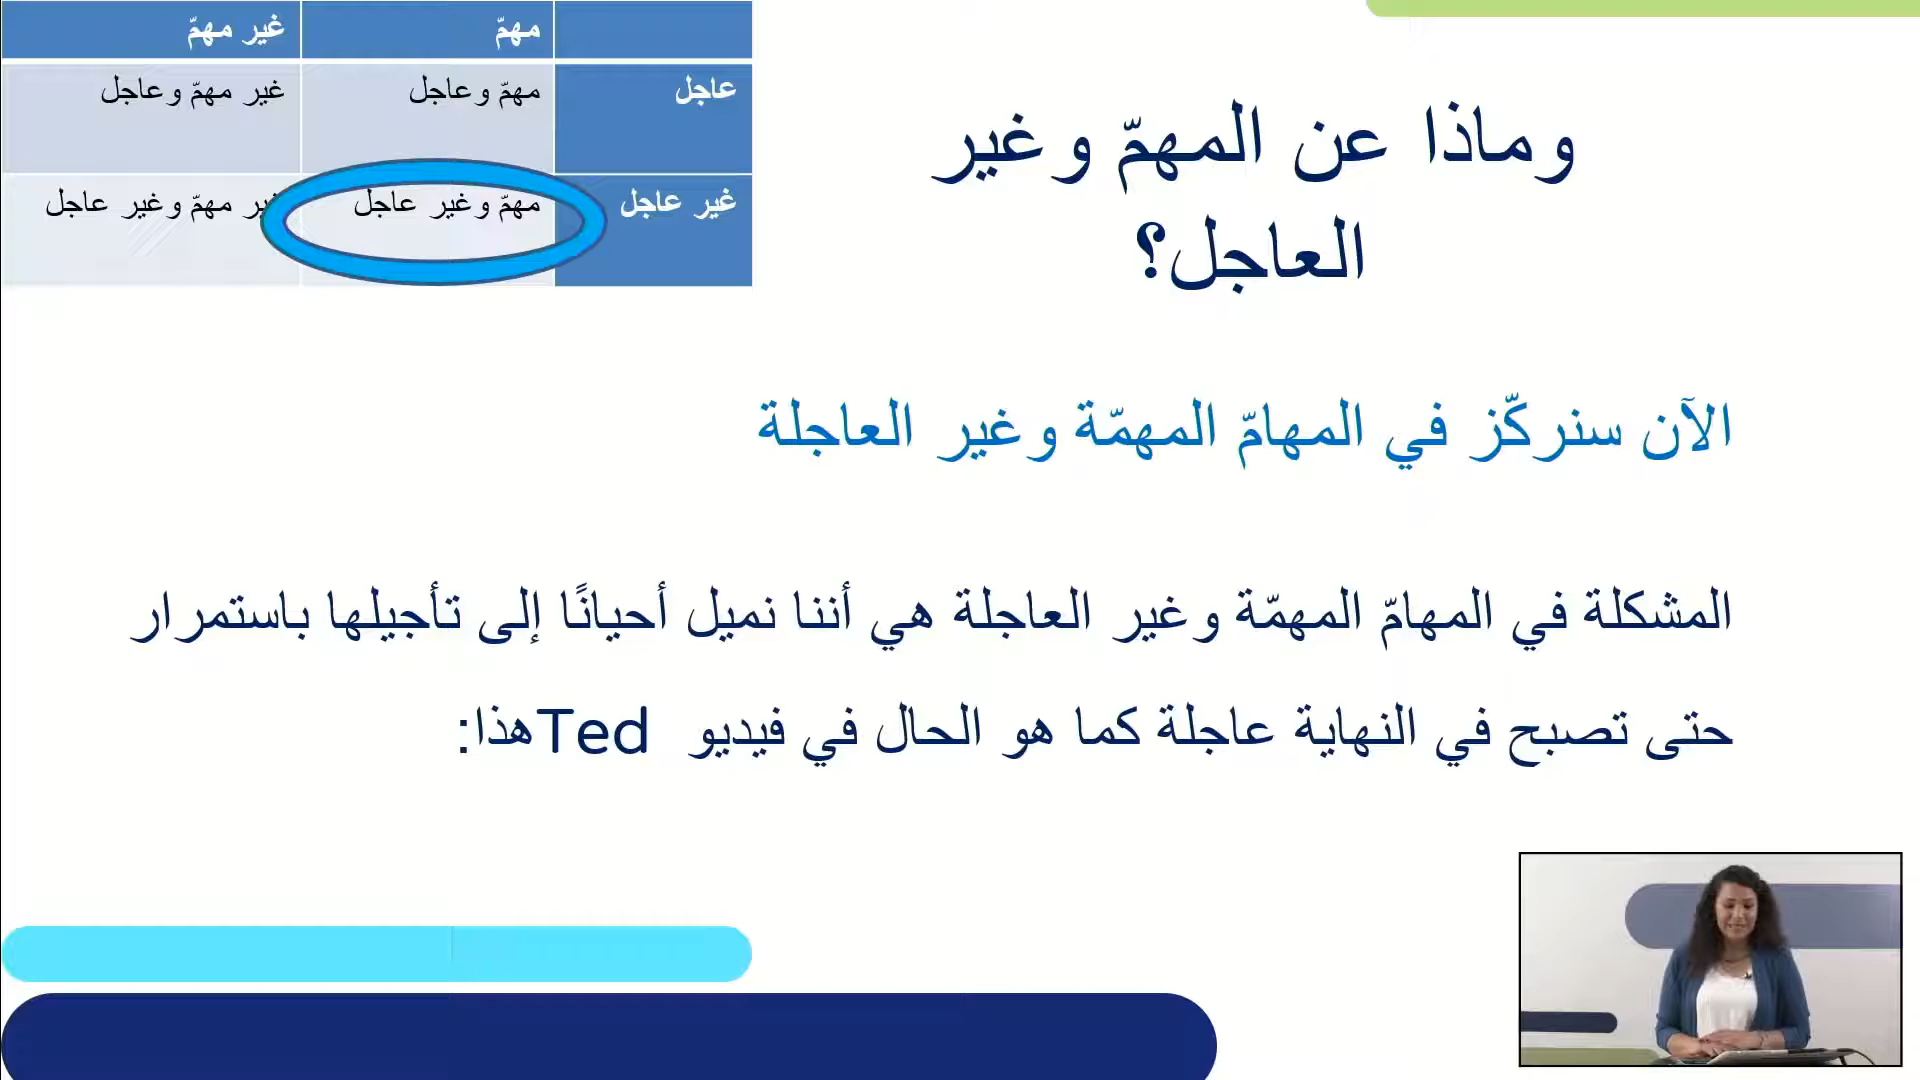 مهمّ
غير مهمّ
عاجل
مهمّ وعاجل
غير مهمّ وعاجل
غير عاجل
مهمّ وغير عاجل
غير مهمّ وغير عاجل
وماذا عن المهمّ وغير
العاجل؟
الآن سنركّز في المهامّ المهمّة وغير العاجلة
المشكلة في المهامّ المهمّة وغير العاجلة هي أننا نميل أحيانًا إلى تأجيلها باستمرار
حتى تصبح في النهاية عاجلة كما هو الحال في فيديو Ted هذا: